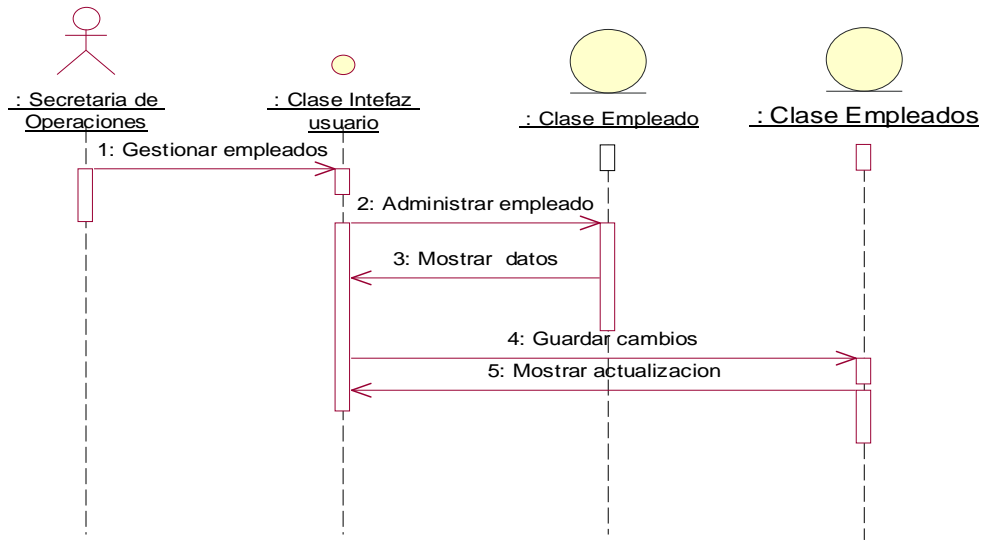 : Secretaria de
Operaciones
: Clase Intefaz
usuario
: Clase Empleado
: Clase Empleados
1: Gestionar empleados
2: Administrar empleado
3: Mostrar datos
4: Guardar cambios
5: Mostrar actualizacion